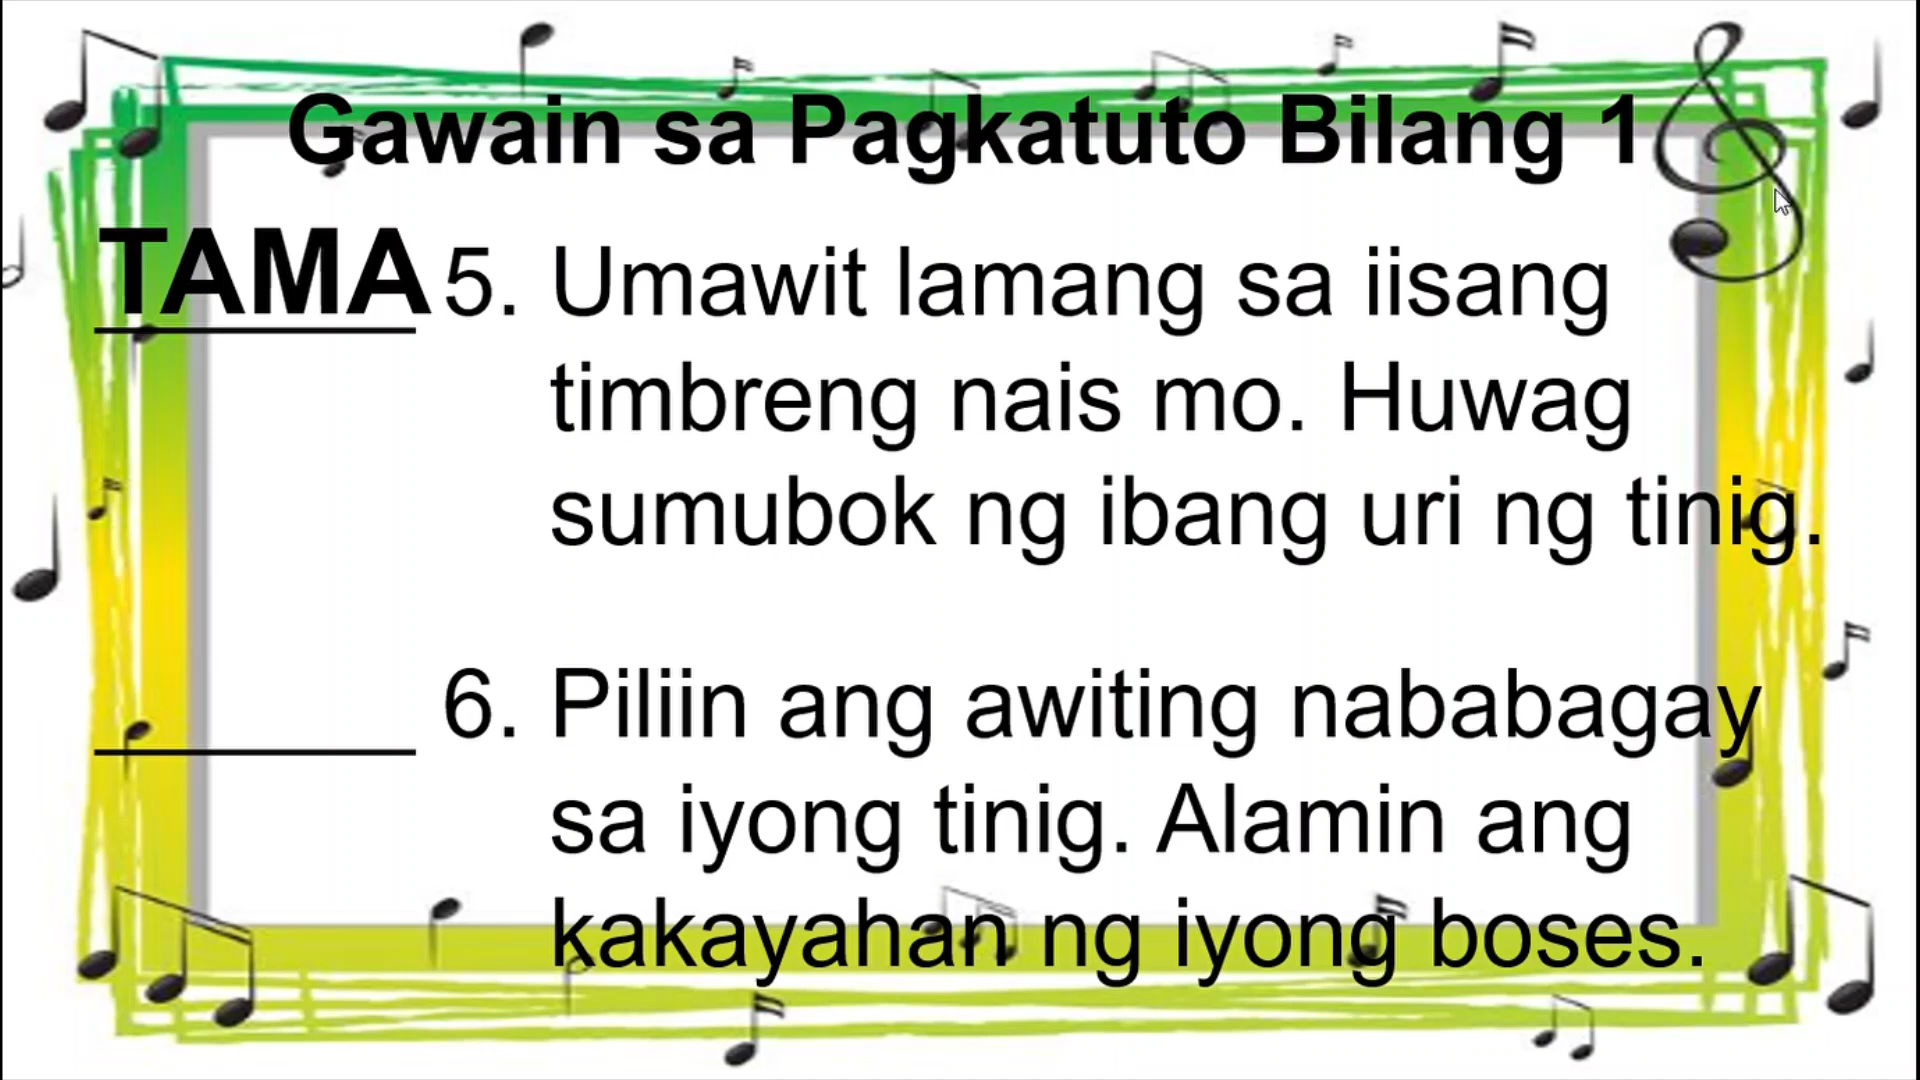 Gawain sa Pagkatuto Bilang 1
TAMA 5. Umawit lamang sa iisang
timbreng nais mo. Huwag
sumubok ng ibang uri ng tinig.
________ 6. Piliin ang awiting nababagay
sa iyong tinig. Alamin ang
kakayahan ng iyong boses.